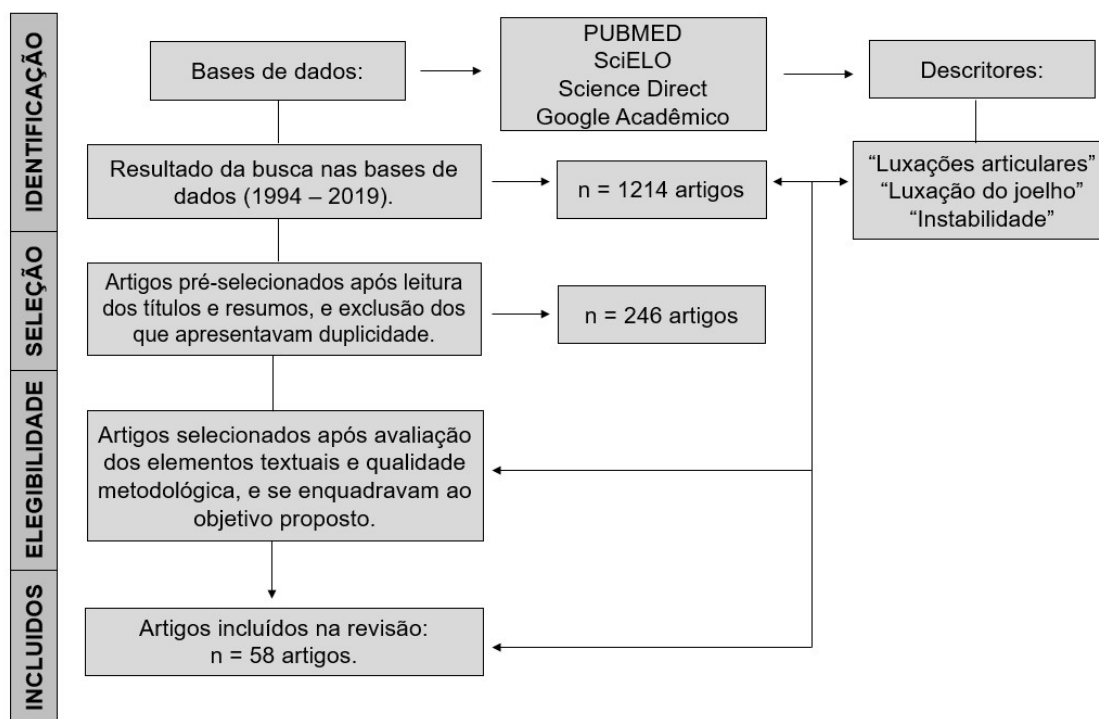 IDENTIFICAÇÃO
Bases de dados:
PUBMED
SciELO
Science Direct
Google Acadêmico
Descritores:
Resultado da busca nas bases de
dados (1994 – 2019).
n = 1214 artigos
“Luxações articulares”
“Luxação do joelho”
“Instabilidade”
SELEÇÃO
Artigos pré-selecionados após leitura
dos títulos e resumos, e exclusão dos
que apresentavam duplicidade.
n = 246 artigos
ELEGIBILIDADE
Artigos selecionados após avaliação
dos elementos textuais e qualidade
metodológica, e se enquadravam ao
objetivo proposto.
INCLUIDOS
Artigos incluídos na revisão:
n = 58 artigos.